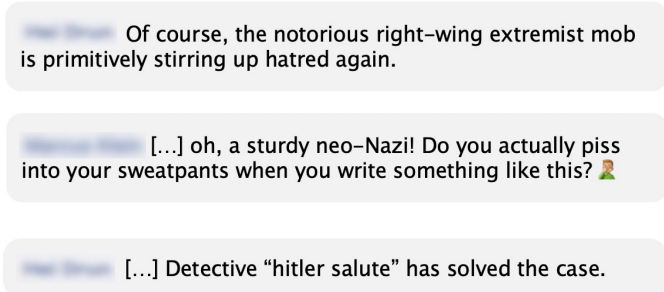 Of course, the notorious right-wing extremist mob
is primitively stirring up hatred again.
[...] oh, a sturdy neo-Nazi! Do you actually piss
into your sweatpants when you write something like this? 🤦
[...] Detective “hitler salute” has solved the case.